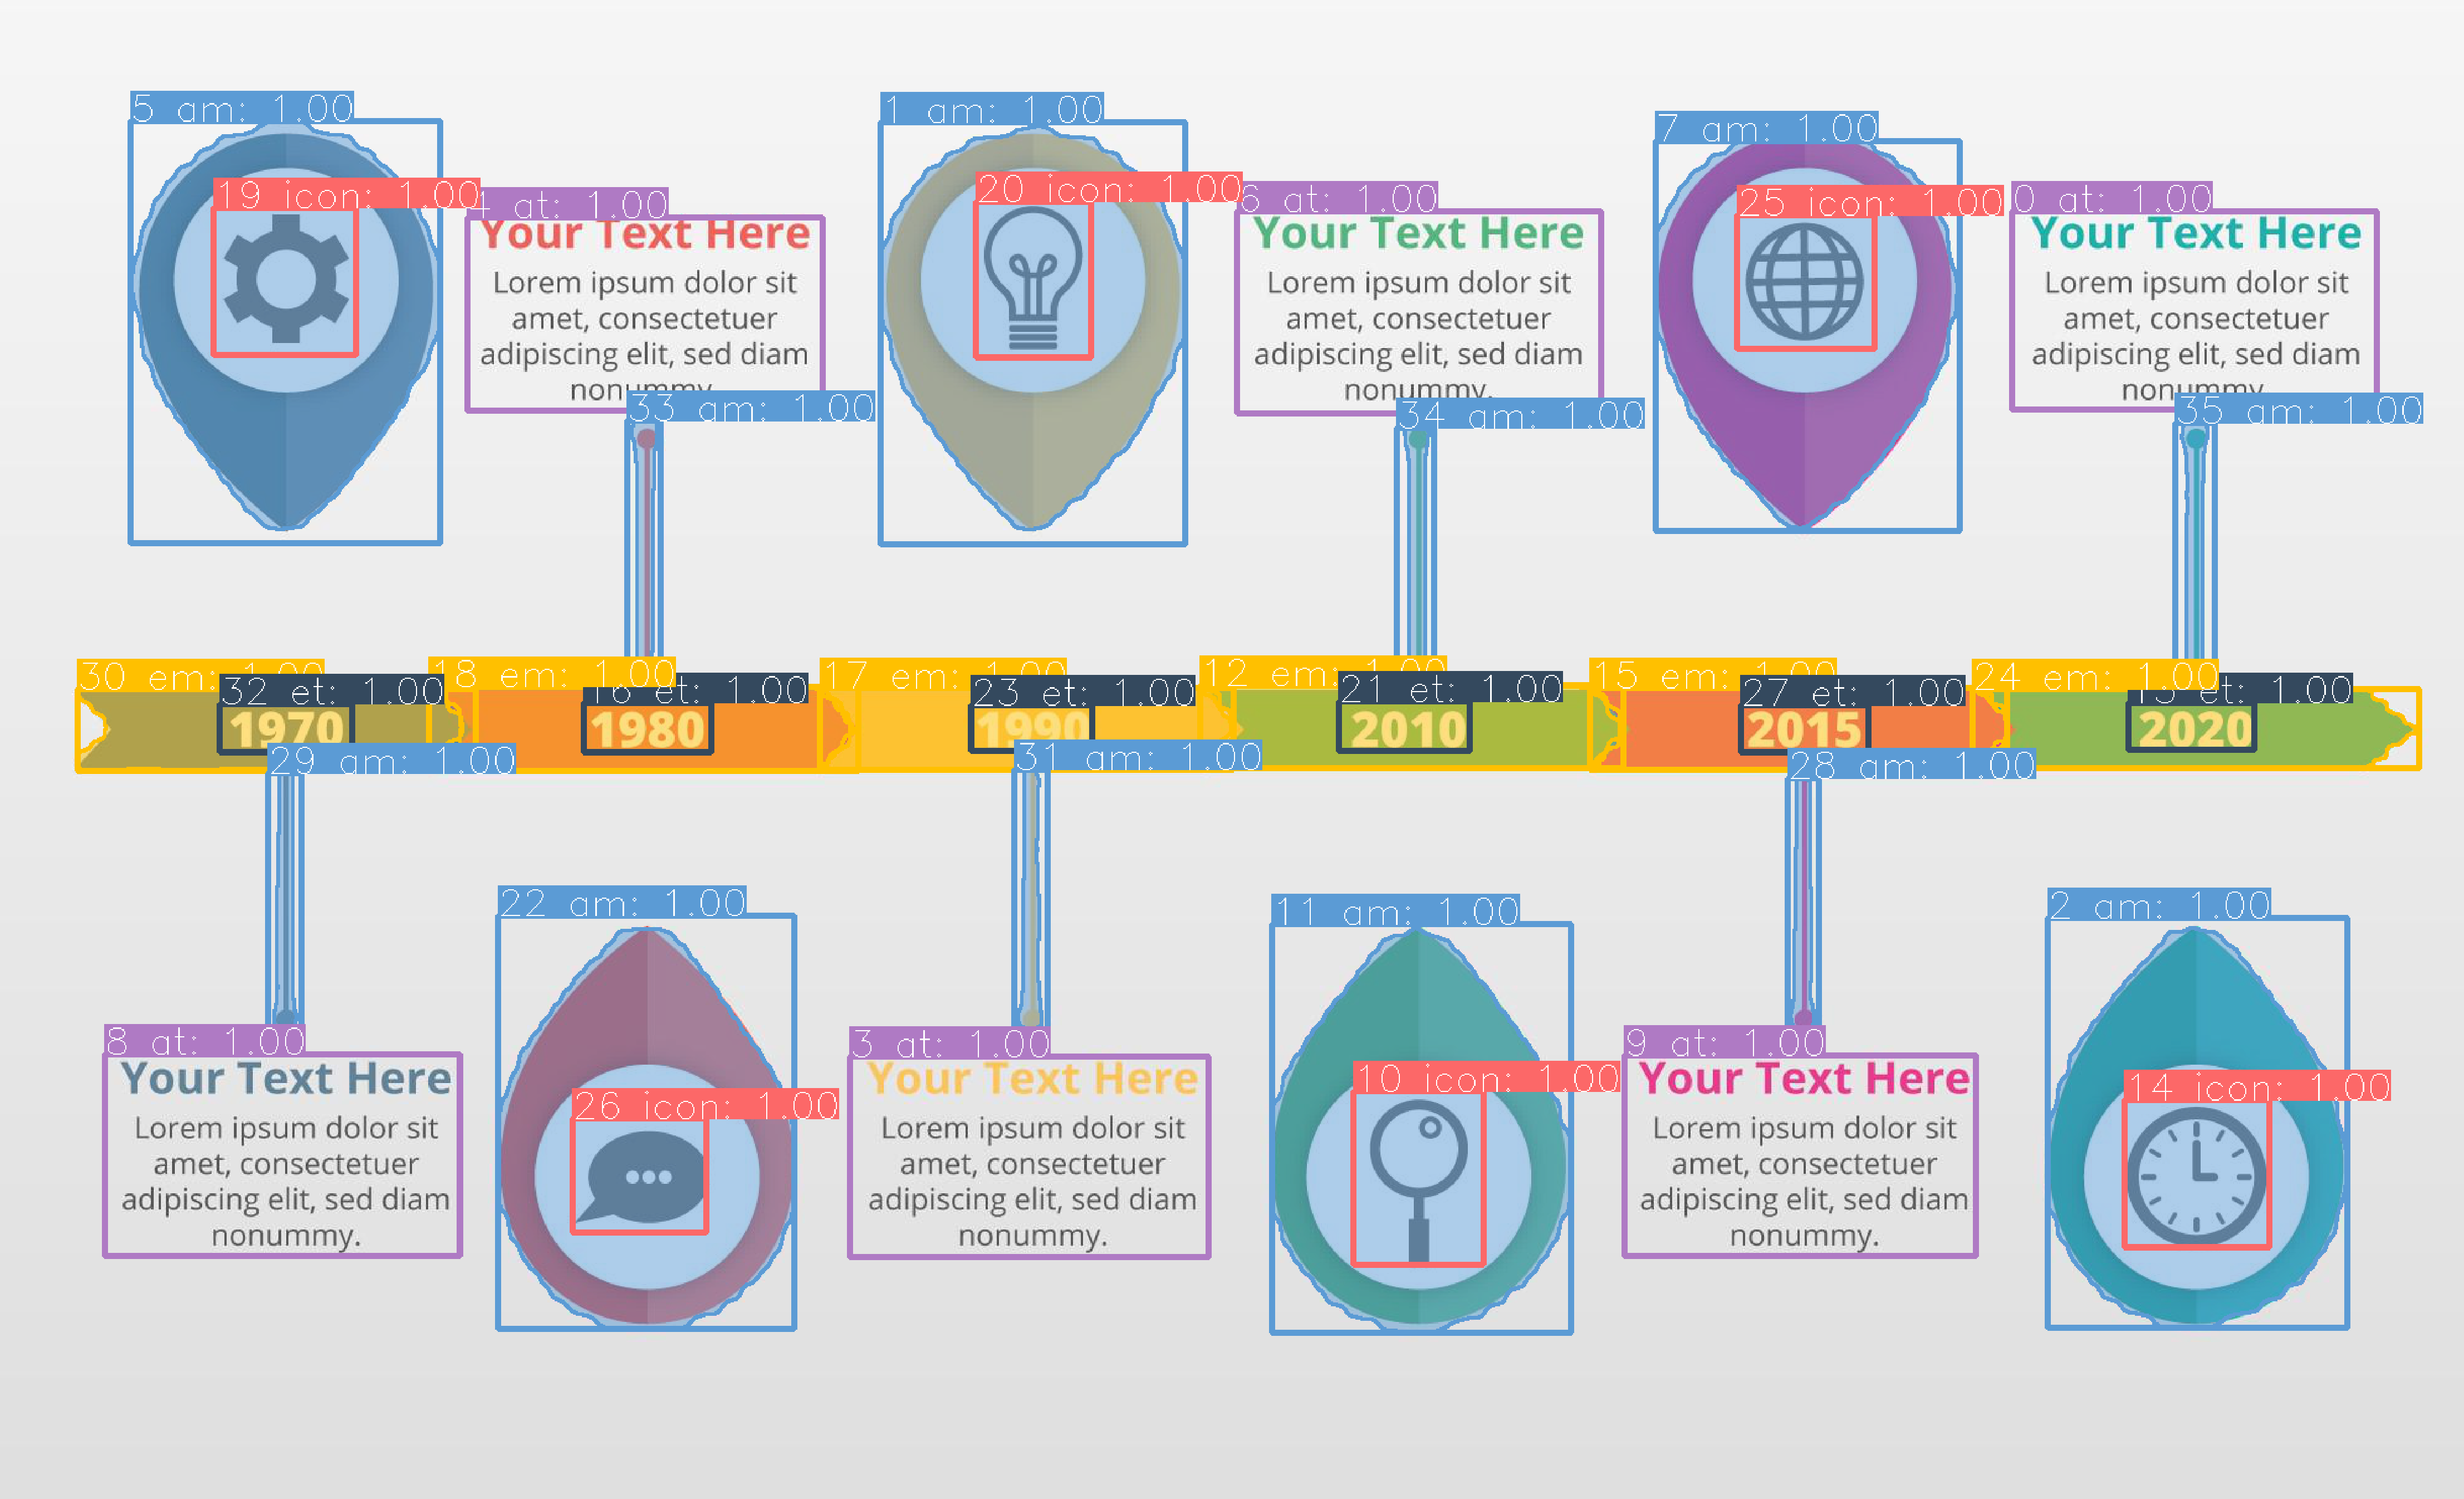 5 am: 1.00
1 am: 1.00
7 am: 1.00
19 icon: 1.00
4 at: 1.00
20 icon: 1.00
6 at: 1.00
25 icon: 1.00
0 at: 1.00
Your Text Here
Lorem ipsum dolor sit
amet, consectetuer
adipiscing elit, sed diam
nonummy.
Your Text Here
Lorem ipsum dolor sit
amet, consectetuer
adipiscing elit, sed diam
nonummy.
Your Text Here
Lorem ipsum dolor sit
amet, consectetuer
adipiscing elit, sed diam
nonummy.
33 am: 1.00
34 am: 1.00
35 am: 1.00
30 em: 1.00
18 em: 1.00
17 em: 1.00
12 em: 1.00
15 em: 1.00
24 em: 1.00
32 et: 1.00
16 et: 1.00
23 et: 1.00
21 et: 1.00
27 et: 1.00
13 et: 1.00
1970
1980
1990
2010
2015
2020
29 am: 1.00
31 am: 1.00
28 am: 1.00
22 am: 1.00
11 am: 1.00
2 am: 1.00
8 at: 1.00
3 at: 1.00
9 at: 1.00
Your Text Here
Lorem ipsum dolor sit
amet, consectetuer
adipiscing elit, sed diam
nonummy.
26 icon: 1.00
Your Text Here
Lorem ipsum dolor sit
amet, consectetuer
adipiscing elit, sed diam
nonummy.
10 icon: 1.00
Your Text Here
Lorem ipsum dolor sit
amet, consectetuer
adipiscing elit, sed diam
nonummy.
14 icon: 1.00